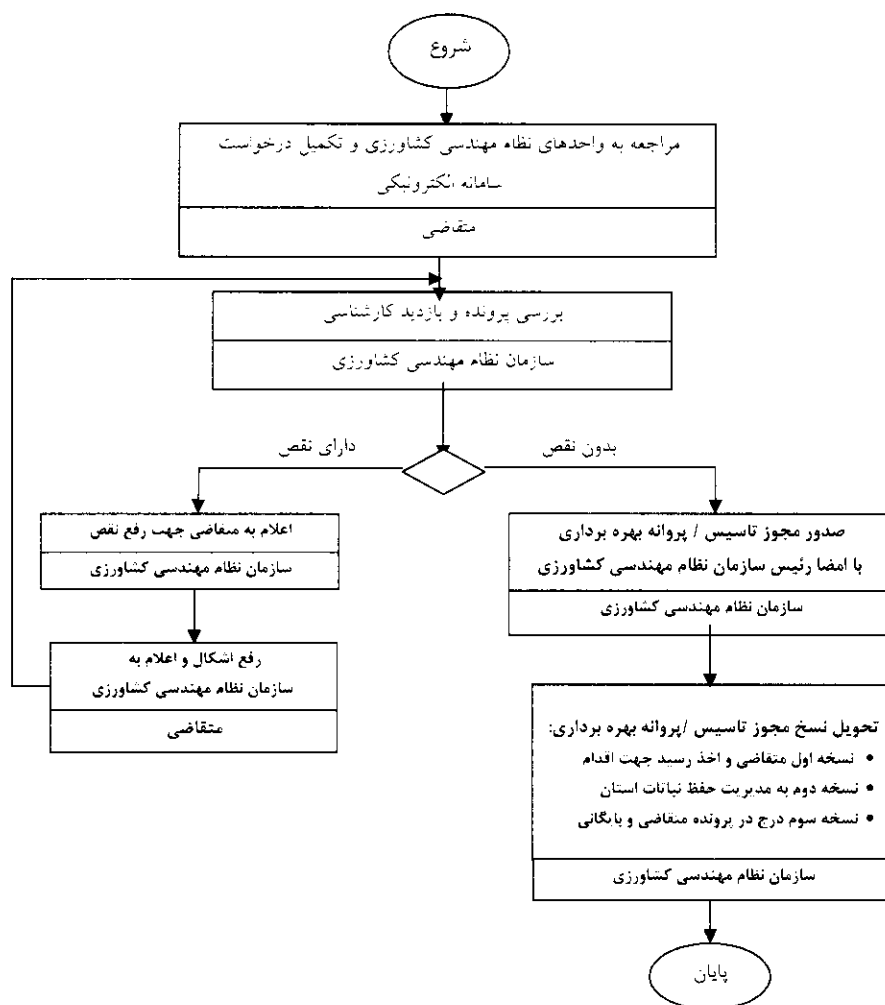 شروع
مراجعه به واحدهای نظام مهندسی کشاورزی و تکمیل درخواست
سامانه الکترونیکی
متقاضی
بررسی پرونده و بازدید کارشناسی
سازمان نظام مهندسی کشاورزی
دارای نقص
بدون نقص
اعلام به متقاضی جهت رفع نقص
سازمان نظام مهندسی کشاورزی
رفع اشکال و اعلام به
سازمان نظام مهندسی کشاورزی
متقاضی
صدور مجوز تاسیس / پروانه بهره برداری
با امضا رئیس سازمان نظام مهندسی کشاورزی
سازمان نظام مهندسی کشاورزی
تحویل نسخ مجوز تاسیس /پروانه بهره برداری:
• نسخه اول متقاضی و اخذ رسید جهت اقدام
• نسخه دوم به مدیریت حفظ نباتات استان
• نسخه سوم درج در پرونده متقاضی و بایگانی
سازمان نظام مهندسی کشاورزی
پایان